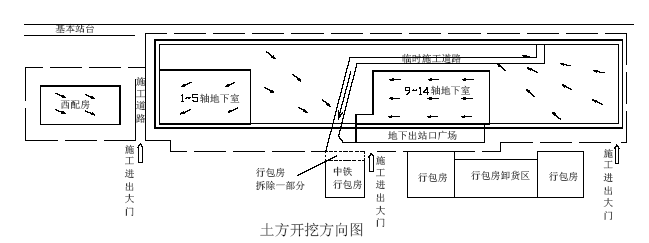 基本站台
临时施工道路
施工道路
西配房
1~5轴地下室
9~14轴地下室
地下出站口广场
施工进出大门
行包房
拆除一部分
中铁
行包房
施工进出大门
行包房
行包房卸货区
行包房
施工进出大门
土方开挖方向图